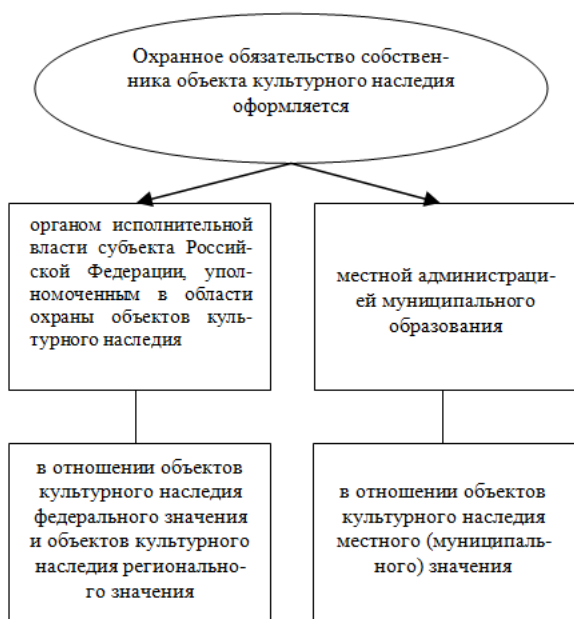 Охранное обязательство собствен-
ника объекта культурного наследия
оформляется
органом исполнительной
власти субъекта Россий-
ской Федерации, упол-
номоченным в области
охраны объектов куль-
турного наследия
местной администраци-
ей муниципального
образования
в отношении объектов
культурного наследия
федерального значения
и объектов культурного
наследия регионально-
го значения
в отношении объектов
культурного наследия
местного (муниципаль-
ного) значения